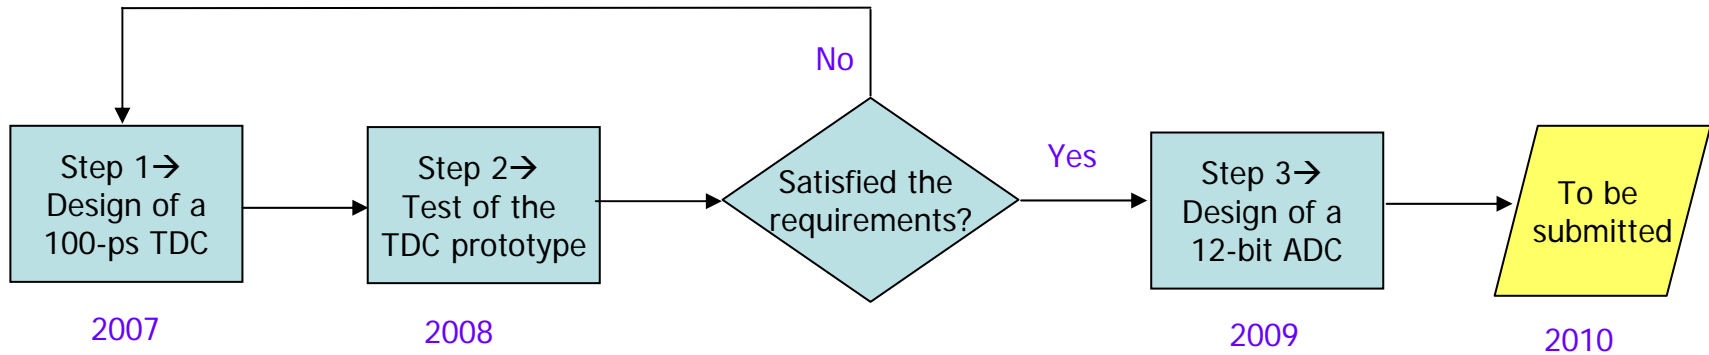 No
Step 1→
Design of a
100-ps TDC
2007
Step 2→
Test of the
TDC prototype
2008
Satisfied the
requirements?
Yes
Step 3→
Design of a
12-bit ADC
2009
To be
submitted
2010